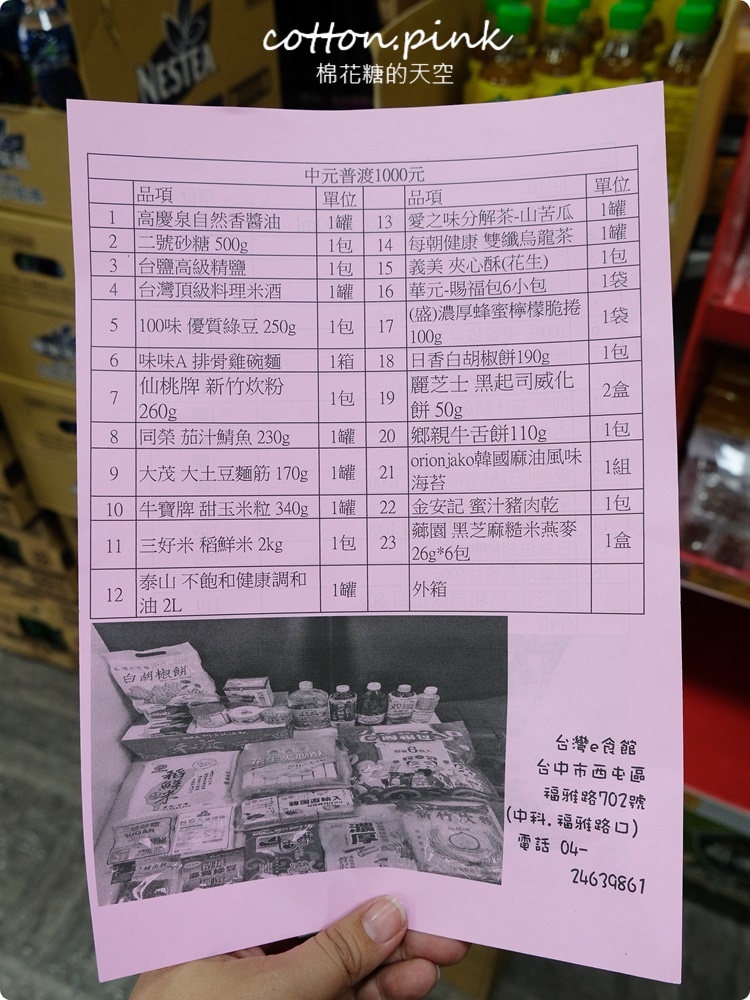 cotton.pink
棉花糖的天空
NESTEA
中元普渡1000元
品項 單位 品項 單位
1 高慶泉自然香醬油 1罐 13 愛之味分解茶-山苦瓜 1罐
2 二號砂糖 500g 1包 14 每朝健康 雙纖烏龍茶 1罐
3 台鹽高級精鹽 1包 15 義美 夾心酥(花生) 1包
4 台灣頂級料理米酒 1罐 16 華元-賜福包6小包 1袋
5 100味 優質綠豆 250g 1包 17 (盛)濃厚蜂蜜檸檬脆捲
100g 1袋
6 味味A 排骨雞碗麵 1箱 18 日香白胡椒餅190g 1包
7 仙桃牌 新竹炊粉
260g 1包 19 麗芝士 黑起司威化
餅 50g 2盒
8 同榮 茄汁鯖魚 230g 1罐 20 鄉親牛舌餅110g 1包
9 大茂 大土豆麵筋 170g 1罐 21 orionjako韓國麻油風味
海苔 1組
10 牛寶牌 甜玉米粒 340g 1罐 22 金安記 蜜汁豬肉乾 1包
11 三好米 稻鮮米 2kg 1包 23 薌園 黑芝麻糙米燕麥
26g*6包 1盒
12 泰山 不飽和健康調和
油 2L 1罐 外箱
白胡椒餅
稻鮮米
SUGAR
濃厚
新竹炊粉
台灣e食館
台中市西屯區
福雅路702號
(中科.福雅路口)
電話 04-
24639861